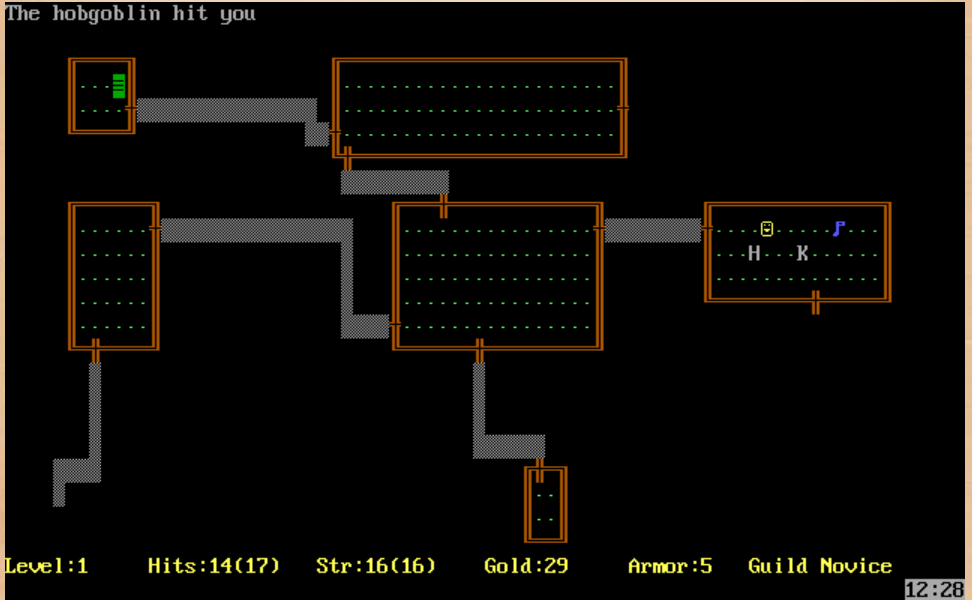 The hobgoblin hit you
H K
Level:1 Hits:14(17) Str:16(16) Gold:29 Armor:5 Guild Novice
12:28